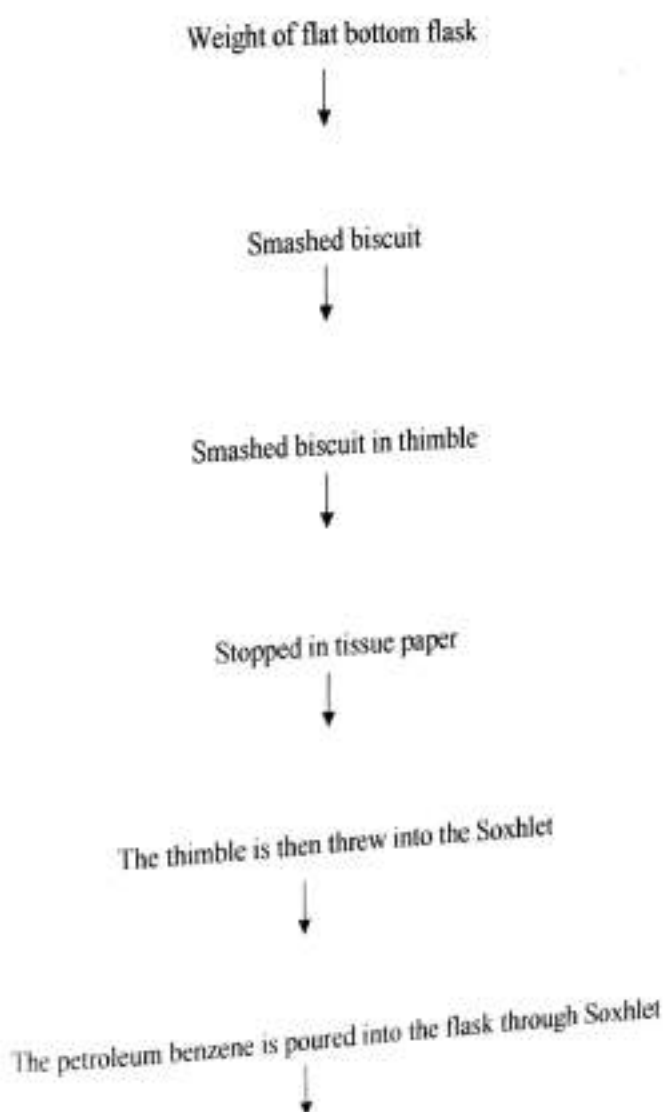 Weight of flat bottom flask
Smashed biscuit
Smashed biscuit in thimble
Stopped in tissue paper
The thimble is then threw into the Soxhlet
The petroleum benzene is poured into the flask through Soxhlet